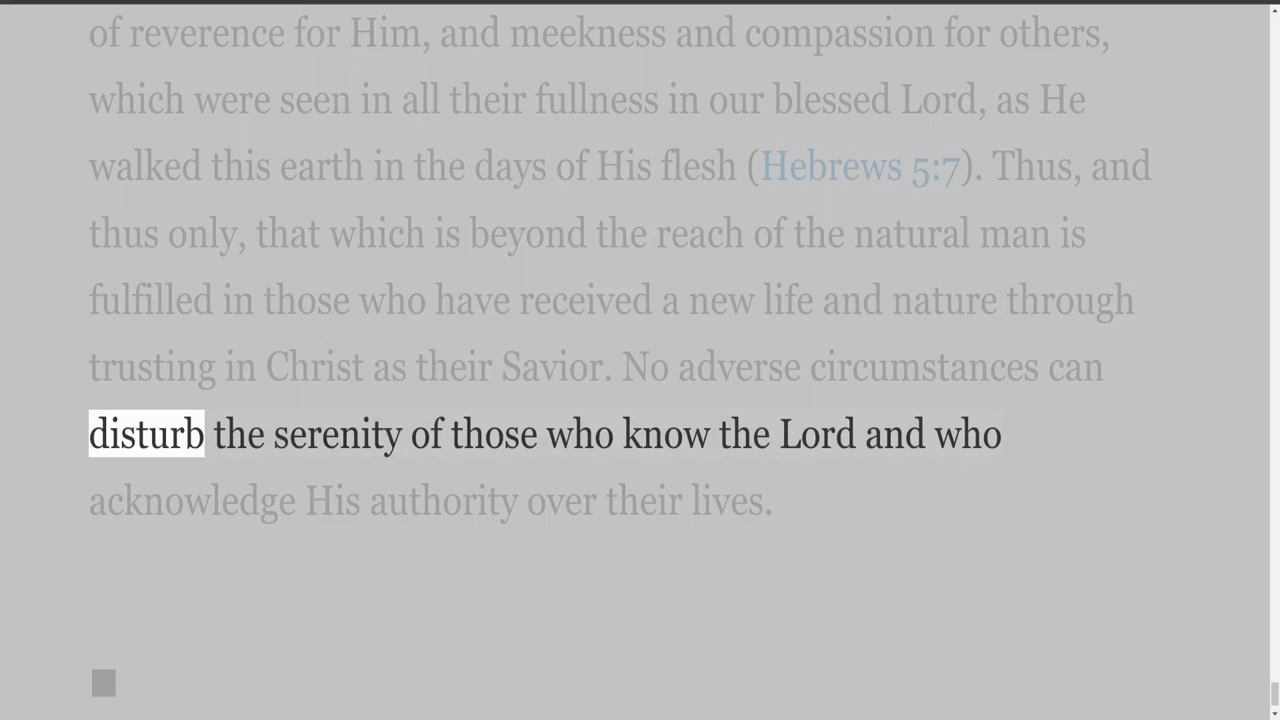 of reverence for Him, and meekness and compassion for others,
which were seen in all their fullness in our blessed Lord, as He
walked this earth in the days of His flesh (Hebrews 5:7). Thus, and
thus only, that which is beyond the reach of the natural man is
fulfilled in those who have received a new life and nature through
trusting in Christ as their Savior. No adverse circumstances can
disturb the serenity of those who know the Lord and who
acknowledge His authority over their lives.